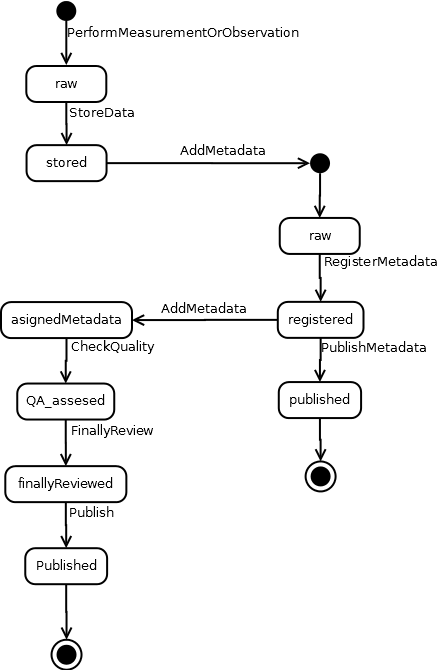 PerformMeasurementOrObservation
raw
StoreData
stored
AddMetadata
raw
RegisterMetadata
registered
AddMetadata
asignedMetadata
PublishMetadata
CheckQuality
published
QA_assesed
FinallyReview
finallyReviewed
Publish
Published